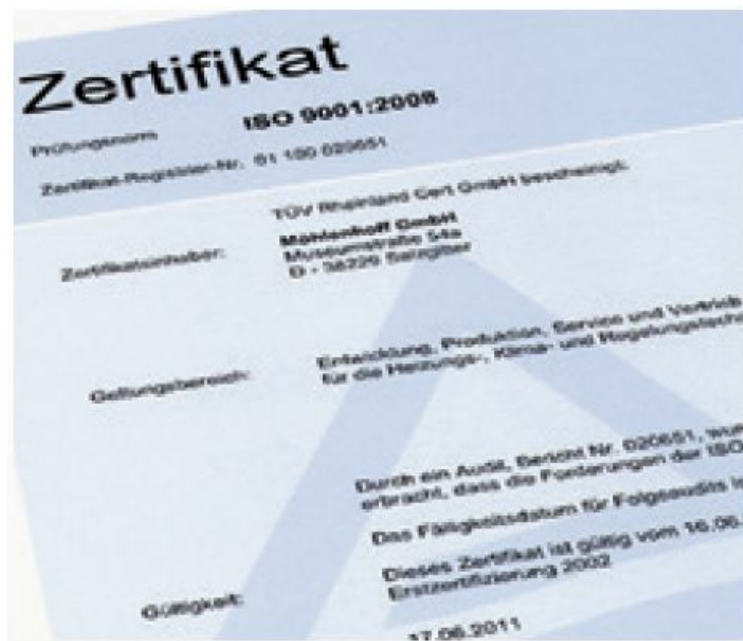 Zertifikat
Prüfungsnorm ISO 9001:2008
Zertifikat-Registrier-Nr. 01 100 020651
TÜV Rheinland Cert GmbH bescheinigt:
Zertifikatsinhaber: Möhlenhoff GmbH
Museumstraße 54a
D - 38229 Salzgitter
Geltungsbereich: Entwicklung, Produktion, Service und Vertrieb
für die Heizungs-, Klima- und Regelungstechn
Durch ein Audit, Bericht Nr. 020651, wur
erbracht, dass die Forderungen der ISO
Das Fälligkeitsdatum für Folgeaudits is
Gültigkeit: Dieses Zertifikat ist gültig vom 16.06.
Erstzertifizierung 2002
17.06.2011